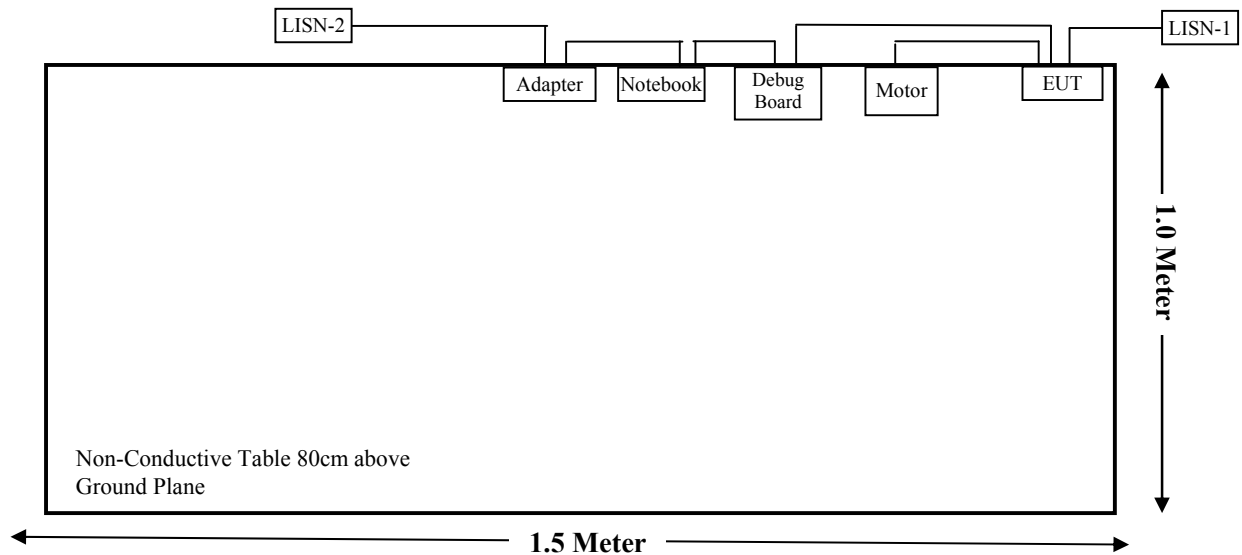 LISN-2
LISN-1
Adapter
Notebook
Debug
Board
Motor
EUT
1.0 Meter
Non-Conductive Table 80cm above
Ground Plane
1.5 Meter